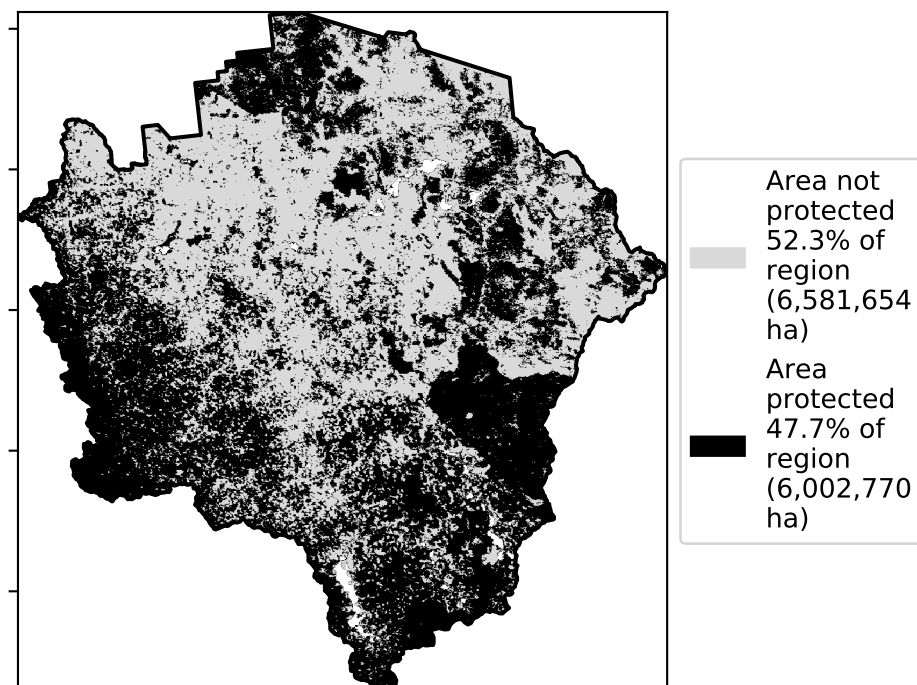 Area not
protected
52.3% of
region
(6,581,654
ha)
Area
protected
47.7% of
region
(6,002,770
ha)